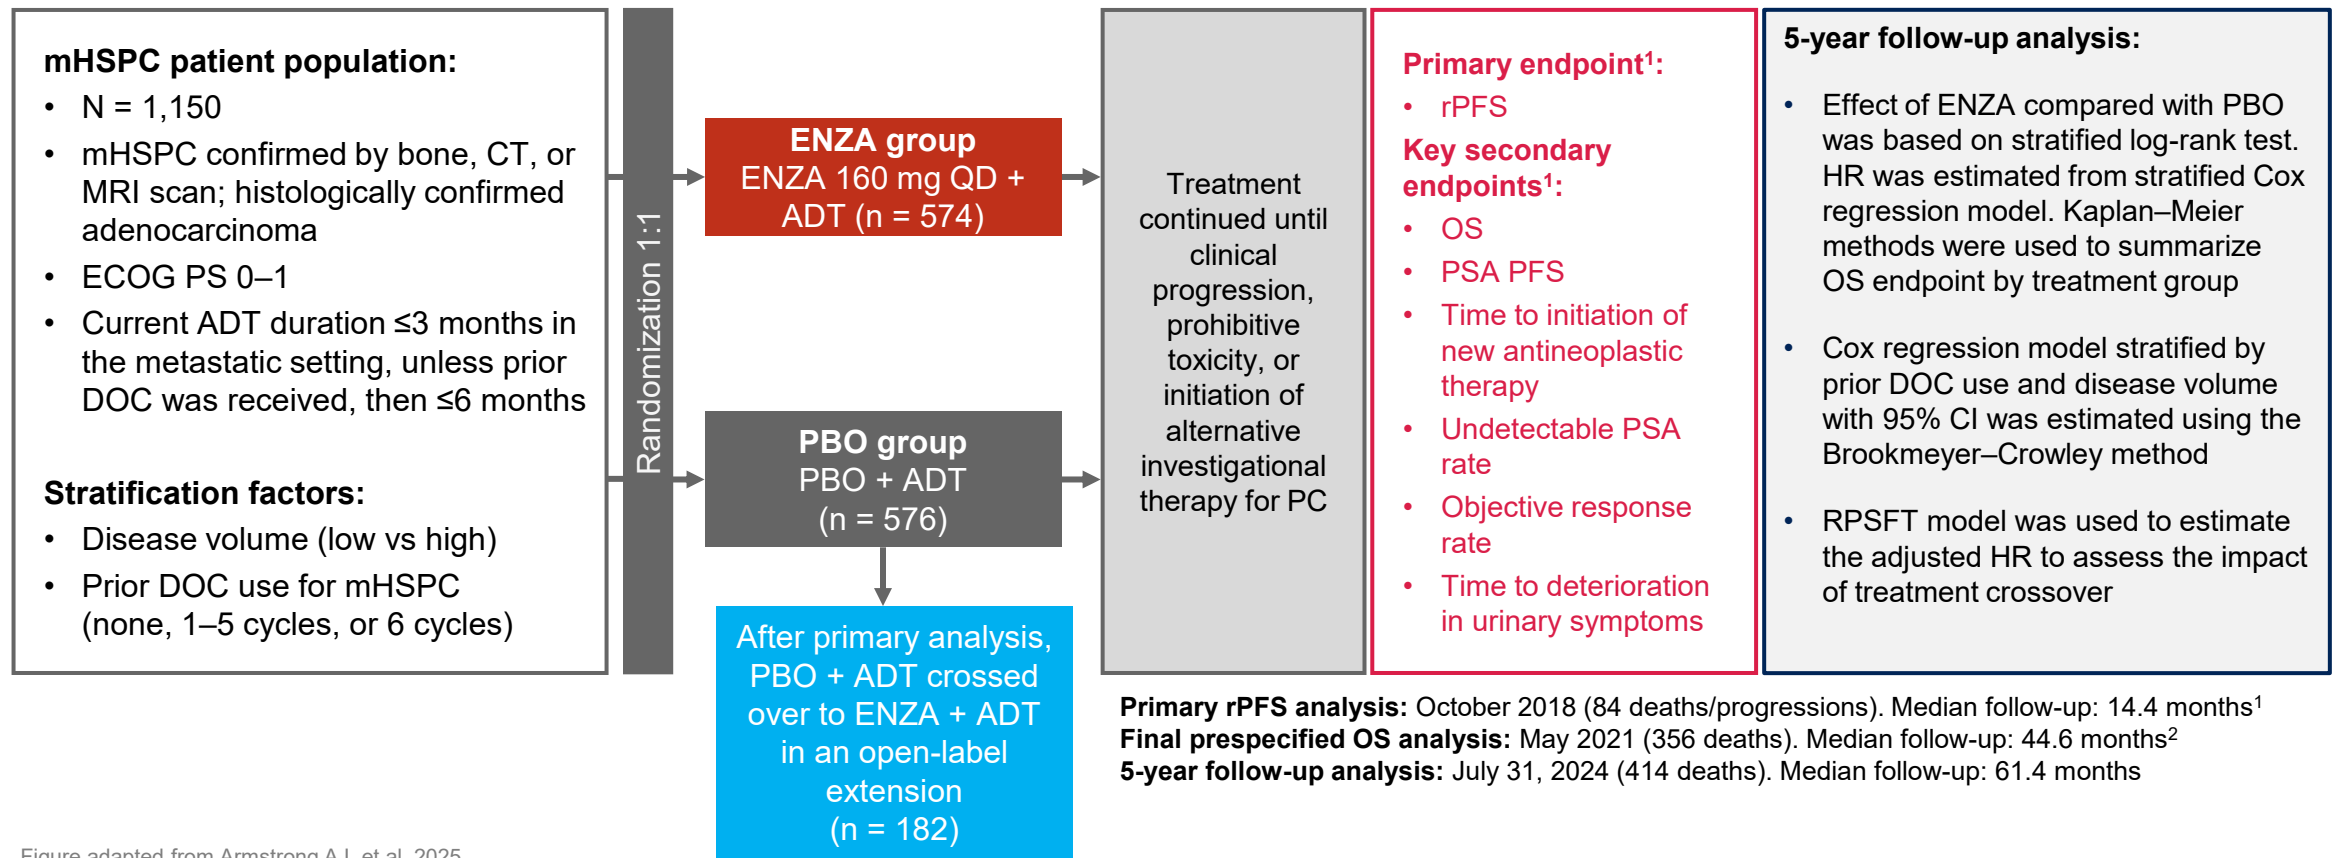 mHSPC patient population:
• N = 1,150
• mHSPC confirmed by bone, CT, or
MRI scan; histologically confirmed
adenocarcinoma
• ECOG PS 0–1
• Current ADT duration ≤3 months in
the metastatic setting, unless prior
DOC was received, then ≤6 months
Stratification factors:
• Disease volume (low vs high)
• Prior DOC use for mHSPC
(none, 1–5 cycles, or 6 cycles)
Randomization 1:1
ENZA group
ENZA 160 mg QD +
ADT (n = 574)
PBO group
PBO + ADT
(n = 576)
After primary analysis,
PBO + ADT crossed
over to ENZA + ADT
in an open-label
extension
(n = 182)
Treatment
continued until
clinical
progression,
prohibitive
toxicity, or
initiation of
alternative
investigational
therapy for PC
Primary endpoint¹:
• rPFS
Key secondary
endpoints¹:
• OS
• PSA PFS
• Time to initiation of
new antineoplastic
therapy
• Undetectable PSA
rate
• Objective response
rate
• Time to deterioration
in urinary symptoms
5-year follow-up analysis:
• Effect of ENZA compared with PBO
was based on stratified log-rank test.
HR was estimated from stratified Cox
regression model. Kaplan–Meier
methods were used to summarize
OS endpoint by treatment group
• Cox regression model stratified by
prior DOC use and disease volume
with 95% CI was estimated using the
Brookmeyer–Crowley method
• RPSFT model was used to estimate
the adjusted HR to assess the impact
of treatment crossover
Primary rPFS analysis: October 2018 (84 deaths/progressions). Median follow-up: 14.4 months¹
Final prespecified OS analysis: May 2021 (356 deaths). Median follow-up: 44.6 months²
5-year follow-up analysis: July 31, 2024 (414 deaths). Median follow-up: 61.4 months
Figure adapted from Armstrong AJ, et al. 2025